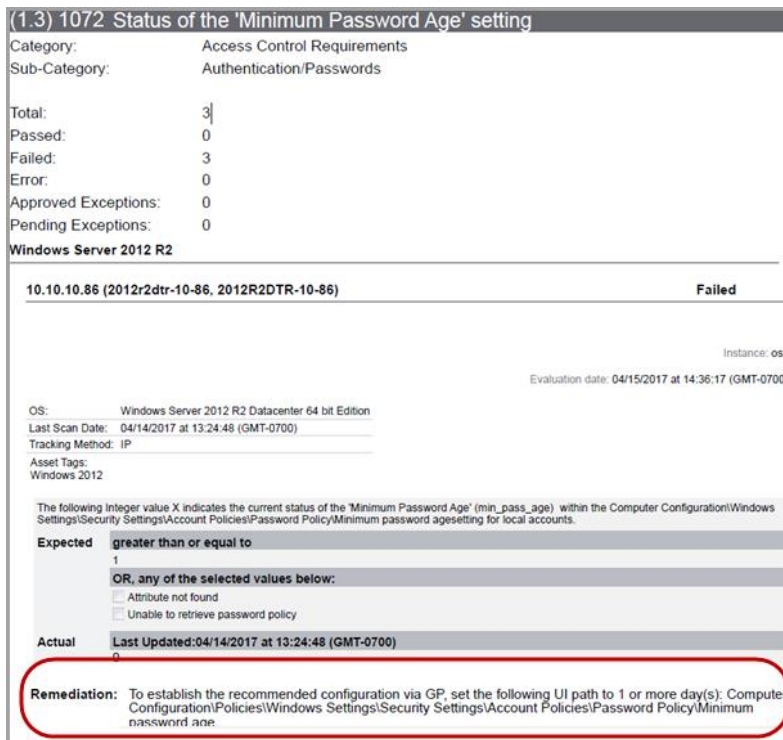 (1.3) 1072 Status of the 'Minimum Password Age' setting
Category: Access Control Requirements
Sub-Category: Authentication/Passwords
Total: 3
Passed: 0
Failed: 3
Error: 0
Approved Exceptions: 0
Pending Exceptions: 0
Windows Server 2012 R2
10.10.10.86 (2012r2dtr-10-86, 2012R2DTR-10-86) Failed
Instance: os
Evaluation date: 04/15/2017 at 14:36:17 (GMT-0700
OS: Windows Server 2012 R2 Datacenter 64 bit Edition
Last Scan Date: 04/14/2017 at 13:24:48 (GMT-0700)
Tracking Method: IP
Asset Tags:
Windows 2012
The following Integer value X indicates the current status of the 'Minimum Password Age' (min_pass_age) within the Computer Configuration\Windows
Settings\Security Settings\Account Policies\Password Policy\Minimum password agesetting for local accounts.
Expected greater than or equal to
1
OR, any of the selected values below:
Attribute not found
Unable to retrieve password policy
Actual Last Updated:04/14/2017 at 13:24:48 (GMT-0700)
0
Remediation: To establish the recommended configuration via GP, set the following UI path to 1 or more day(s): Compute
Configuration\Policies\Windows Settings\Security Settings\Account Policies\Password Policy\Minimum
password age